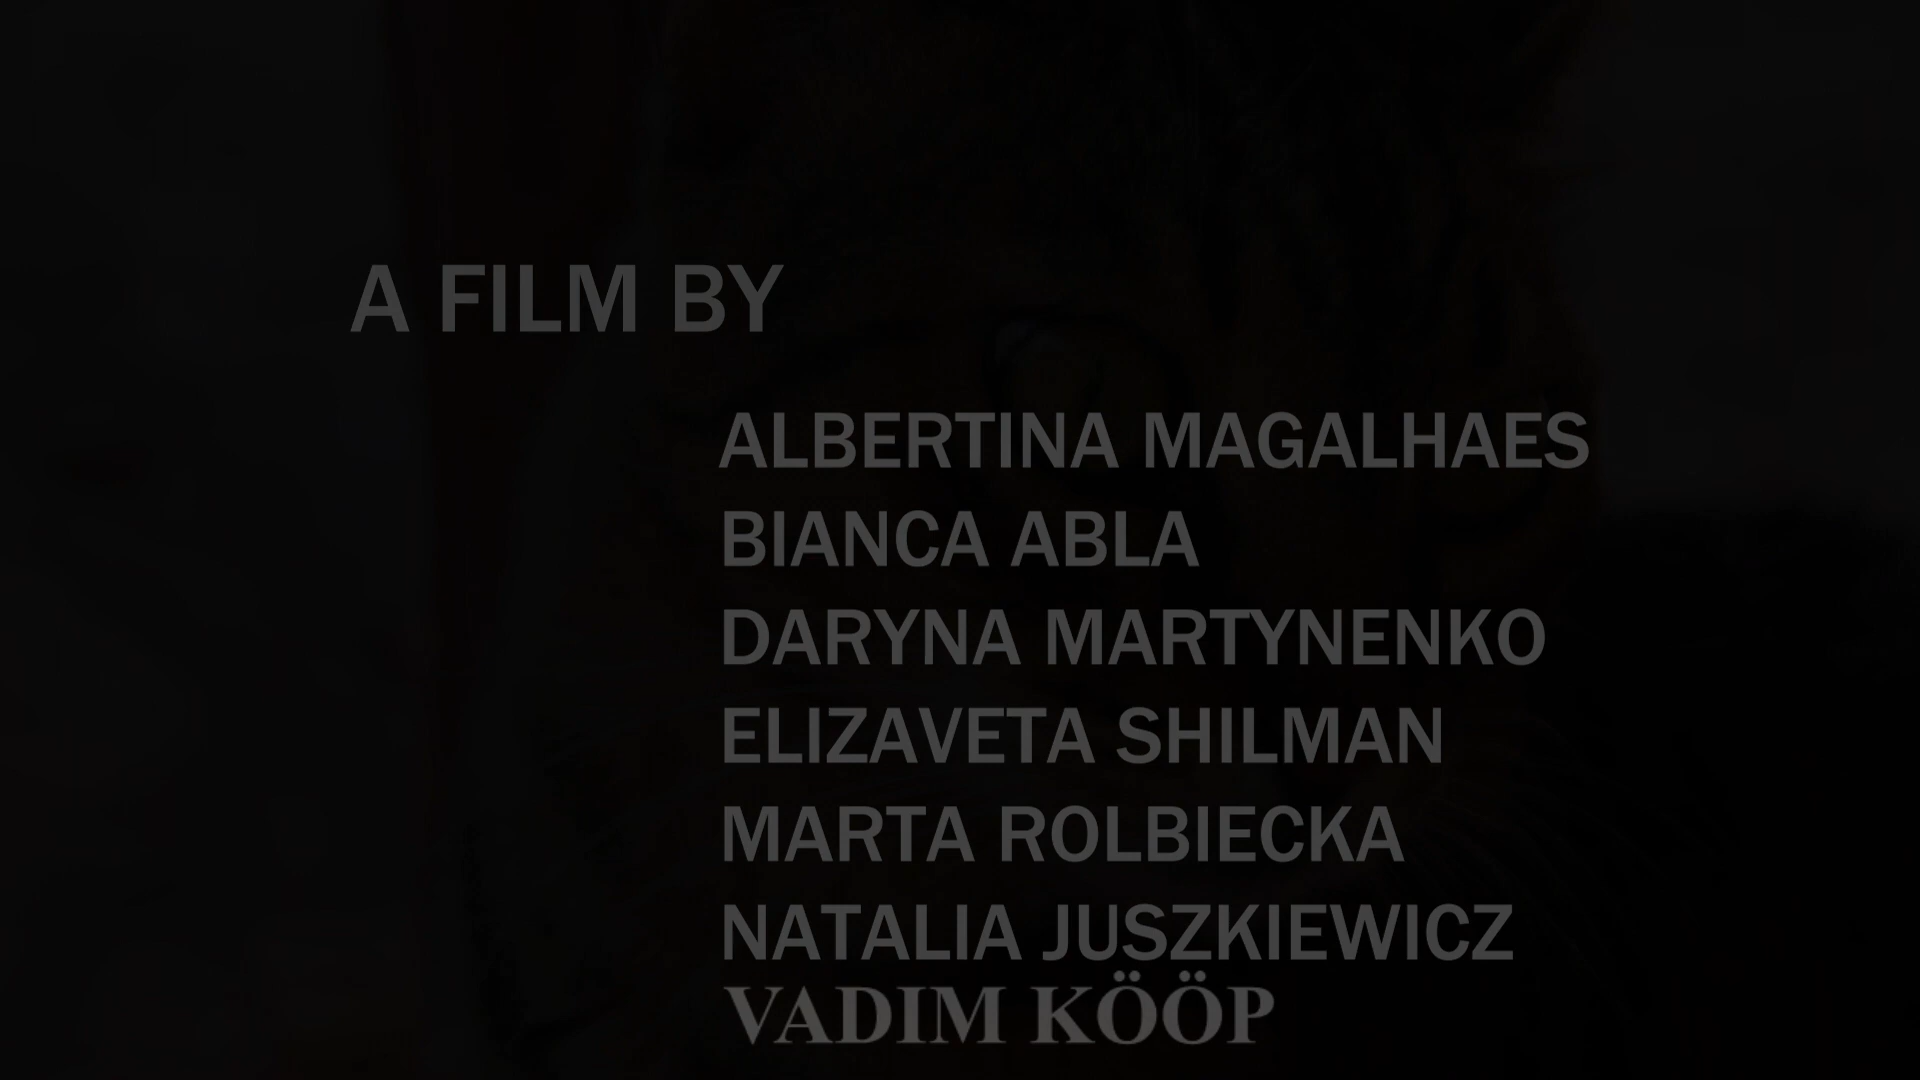 A FILM BY
ALBERTINA MAGALHAES
BIANCA ABLA
DARYNA MARTYNENKO
ELIZAVETA SHILMAN
MARTA ROLBIECKA
NATALIA JUSZKIEWICZ
VADIM KÖÖP